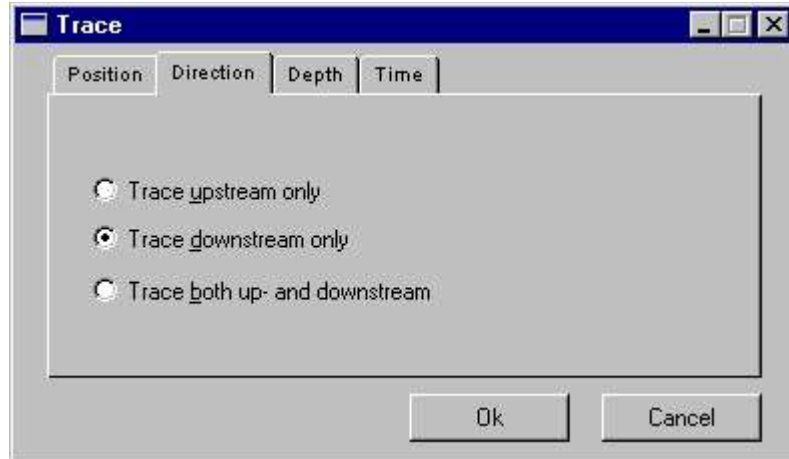 Trace
Position Direction Depth Time
Trace upstream only
Trace downstream only
Trace both up- and downstream
Ok Cancel